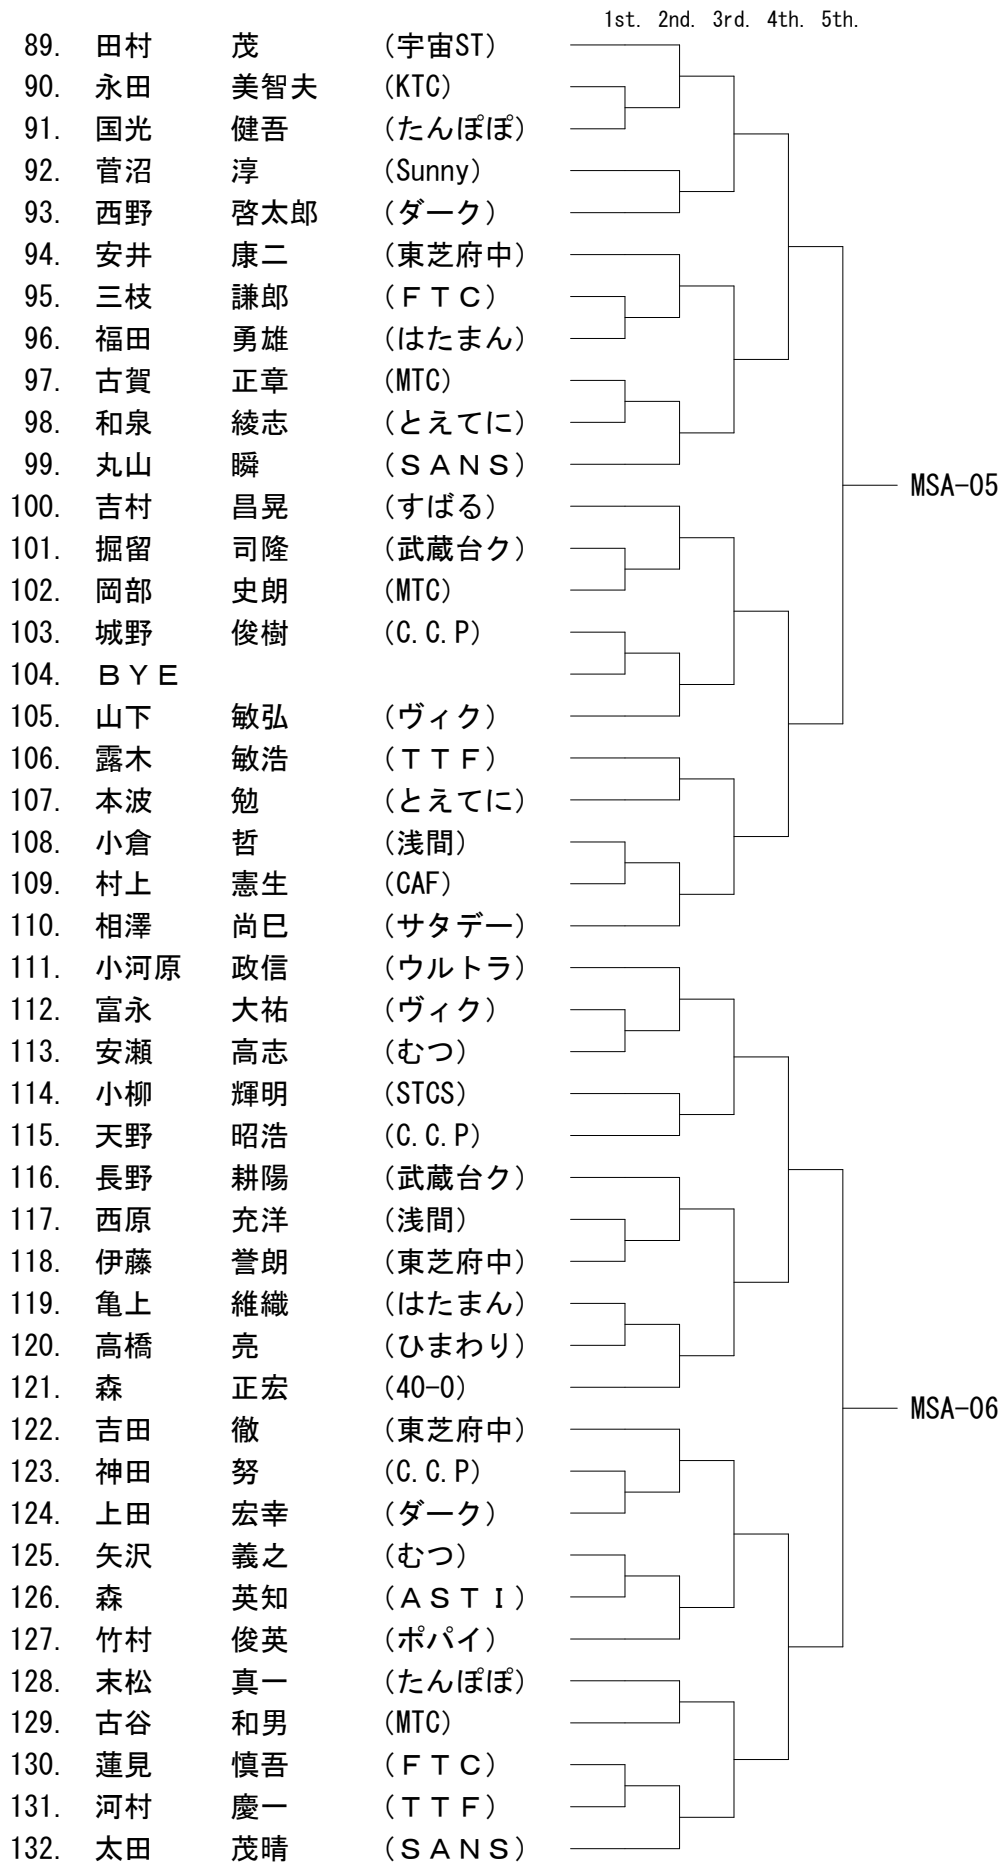 1st. 2nd. 3rd. 4th. 5th.
89. 田村 茂 (宇宙ST)
90. 永田 美智夫 (KTC)
91. 国光 健吾 (たんぽぽ)
92. 菅沼 淳 (Sunny)
93. 西野 啓太郎 (ダーク)
94. 安井 康二 (東芝府中)
95. 三枝 謙郎 (ＦＴＣ)
96. 福田 勇雄 (はたまん)
97. 古賀 正章 (MTC)
98. 和泉 綾志 (とえてに)
99. 丸山 瞬 (ＳＡＮＳ)
MSA-05
100. 吉村 昌晃 (すばる)
101. 掘留 司隆 (武蔵台ク)
102. 岡部 史朗 (MTC)
103. 城野 俊樹 (C.C.P)
104. ＢＹＥ
105. 山下 敏弘 (ヴィク)
106. 露木 敏浩 (ＴＴＦ)
107. 本波 勉 (とえてに)
108. 小倉 哲 (浅間)
109. 村上 憲生 (CAF)
110. 相澤 尚巳 (サタデー)
111. 小河原 政信 (ウルトラ)
112. 富永 大祐 (ヴィク)
113. 安瀬 高志 (むつ)
114. 小柳 輝明 (STCS)
115. 天野 昭浩 (C.C.P)
116. 長野 耕陽 (武蔵台ク)
117. 西原 充洋 (浅間)
118. 伊藤 誉朗 (東芝府中)
119. 亀上 維織 (はたまん)
120. 高橋 亮 (ひまわり)
121. 森 正宏 (40-0)
MSA-06
122. 吉田 徹 (東芝府中)
123. 神田 努 (C.C.P)
124. 上田 宏幸 (ダーク)
125. 矢沢 義之 (むつ)
126. 森 英知 (ＡＳＴＩ)
127. 竹村 俊英 (ポパイ)
128. 末松 真一 (たんぽぽ)
129. 古谷 和男 (MTC)
130. 蓮見 慎吾 (ＦＴＣ)
131. 河村 慶一 (ＴＴＦ)
132. 太田 茂晴 (ＳＡＮＳ)